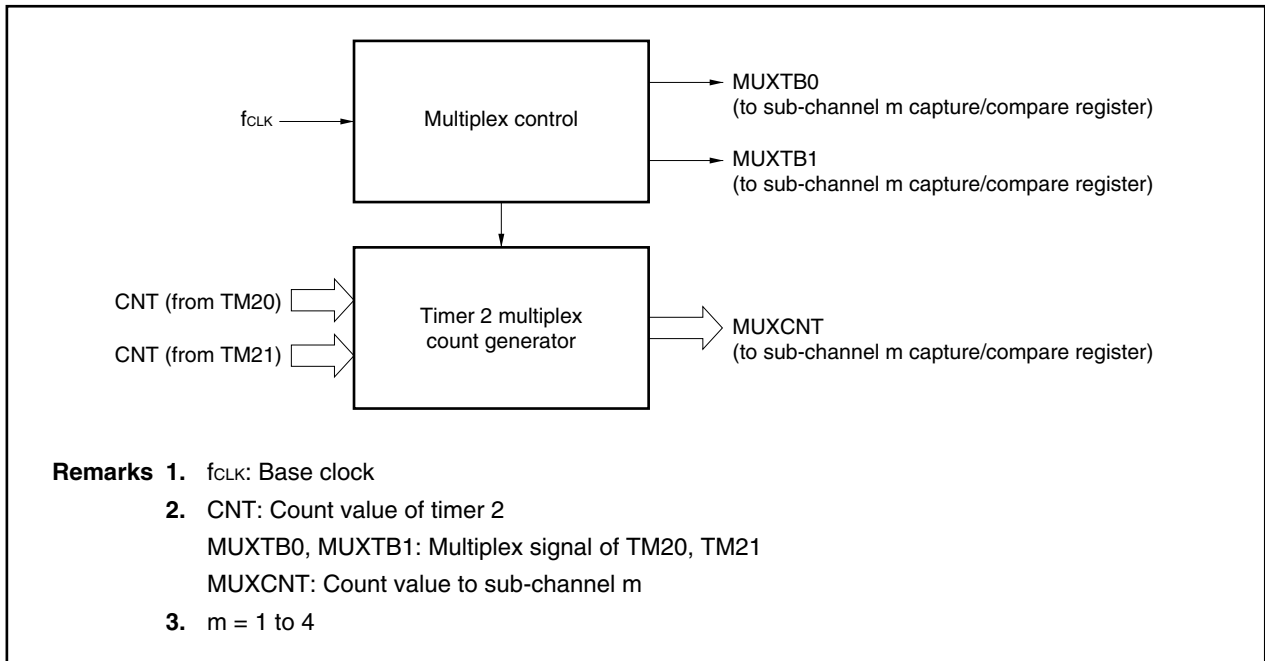 fCLK
Multiplex control
MUXTB0
(to sub-channel m capture/compare register)
MUXTB1
(to sub-channel m capture/compare register)
CNT (from TM20)
CNT (from TM21)
Timer 2 multiplex
count generator
MUXCNT
(to sub-channel m capture/compare register)
Remarks 1. fCLK: Base clock
2. CNT: Count value of timer 2
MUXTB0, MUXTB1: Multiplex signal of TM20, TM21
MUXCNT: Count value to sub-channel m
3. m = 1 to 4